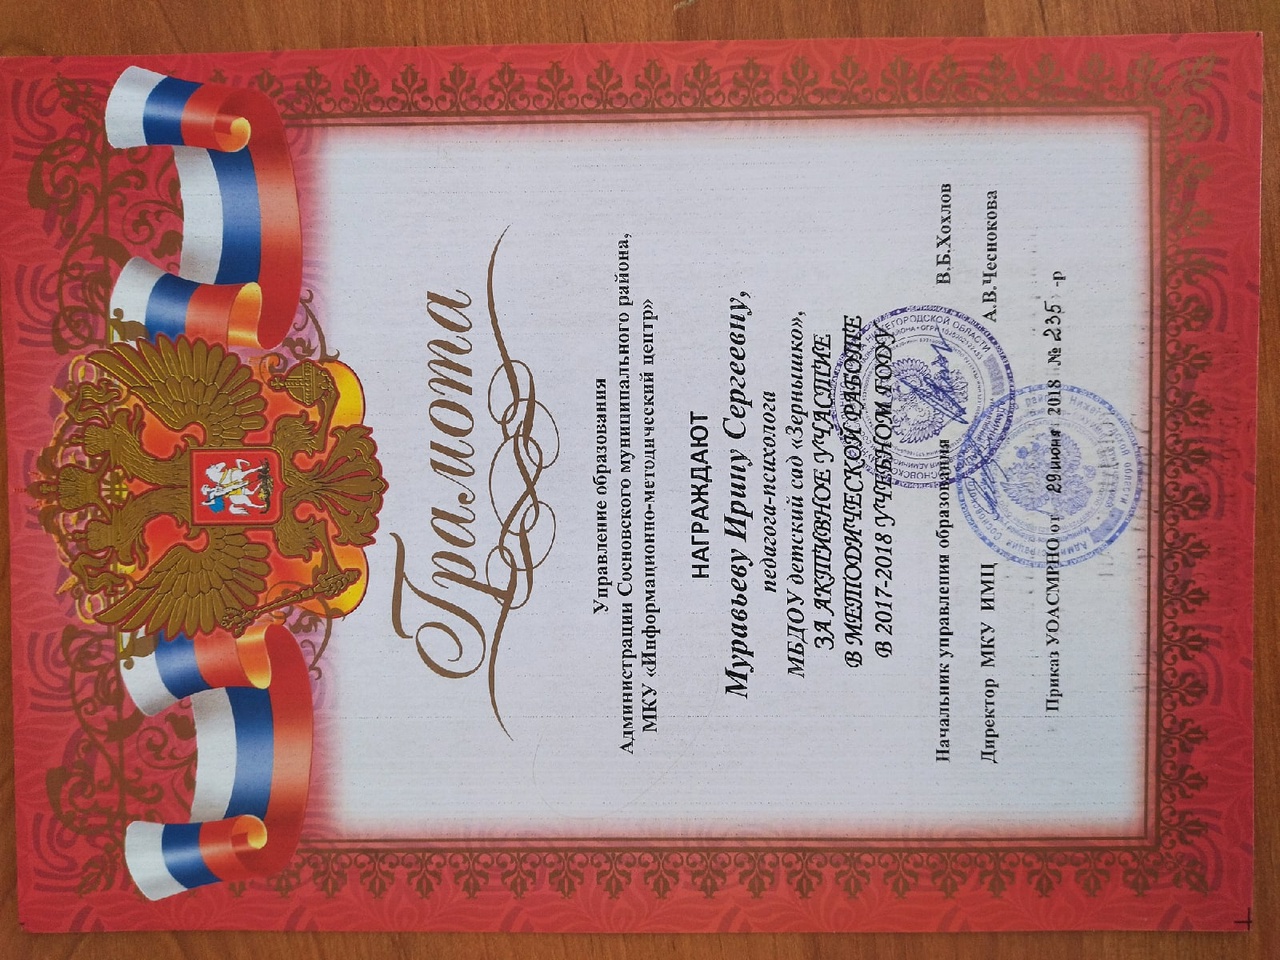 Грамота
Управление образования
Администрации Сосновского муниципального района,
МКУ «Информационно-методический центр»
НАГРАЖДАЮТ
Муравьеву Ирину Сергеевну,
педагога-психолога
МБДОУ детский сад «Зернышко»,
ЗА АКТИВНОЕ УЧАСТИЕ
В МЕТОДИЧЕСКОЙ РАБОТЕ
В 2017-2018 УЧЕБНОМ ГОДУ
Начальник управления образования В.Б.Хохлов
Директор МКУ ИМЦ А.В.Чеснокова
Приказ УОАСМРНО от 29 июня 2018 № 235 -р